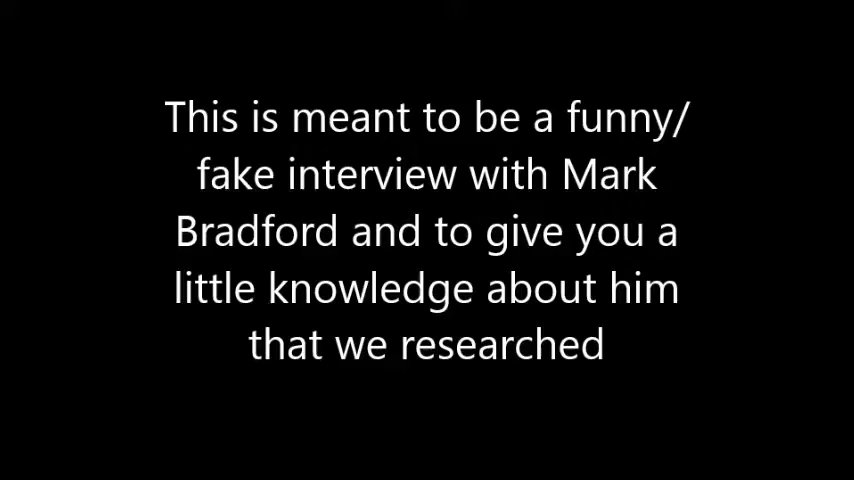 This is meant to be a funny/
fake interview with Mark
Bradford and to give you a
little knowledge about him
that we researched